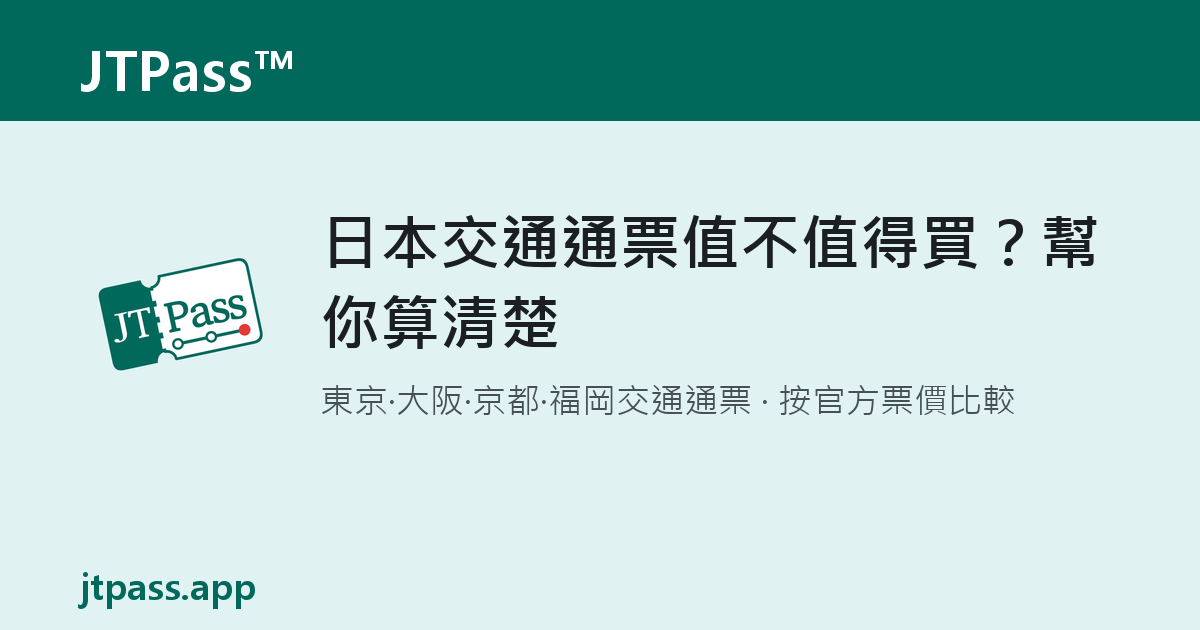 JTPass™
日本交通通票值不值得買？幫
你算清楚
JT Pass
東京·大阪·京都·福岡交通通票 · 按官方票價比較
jtpass.app